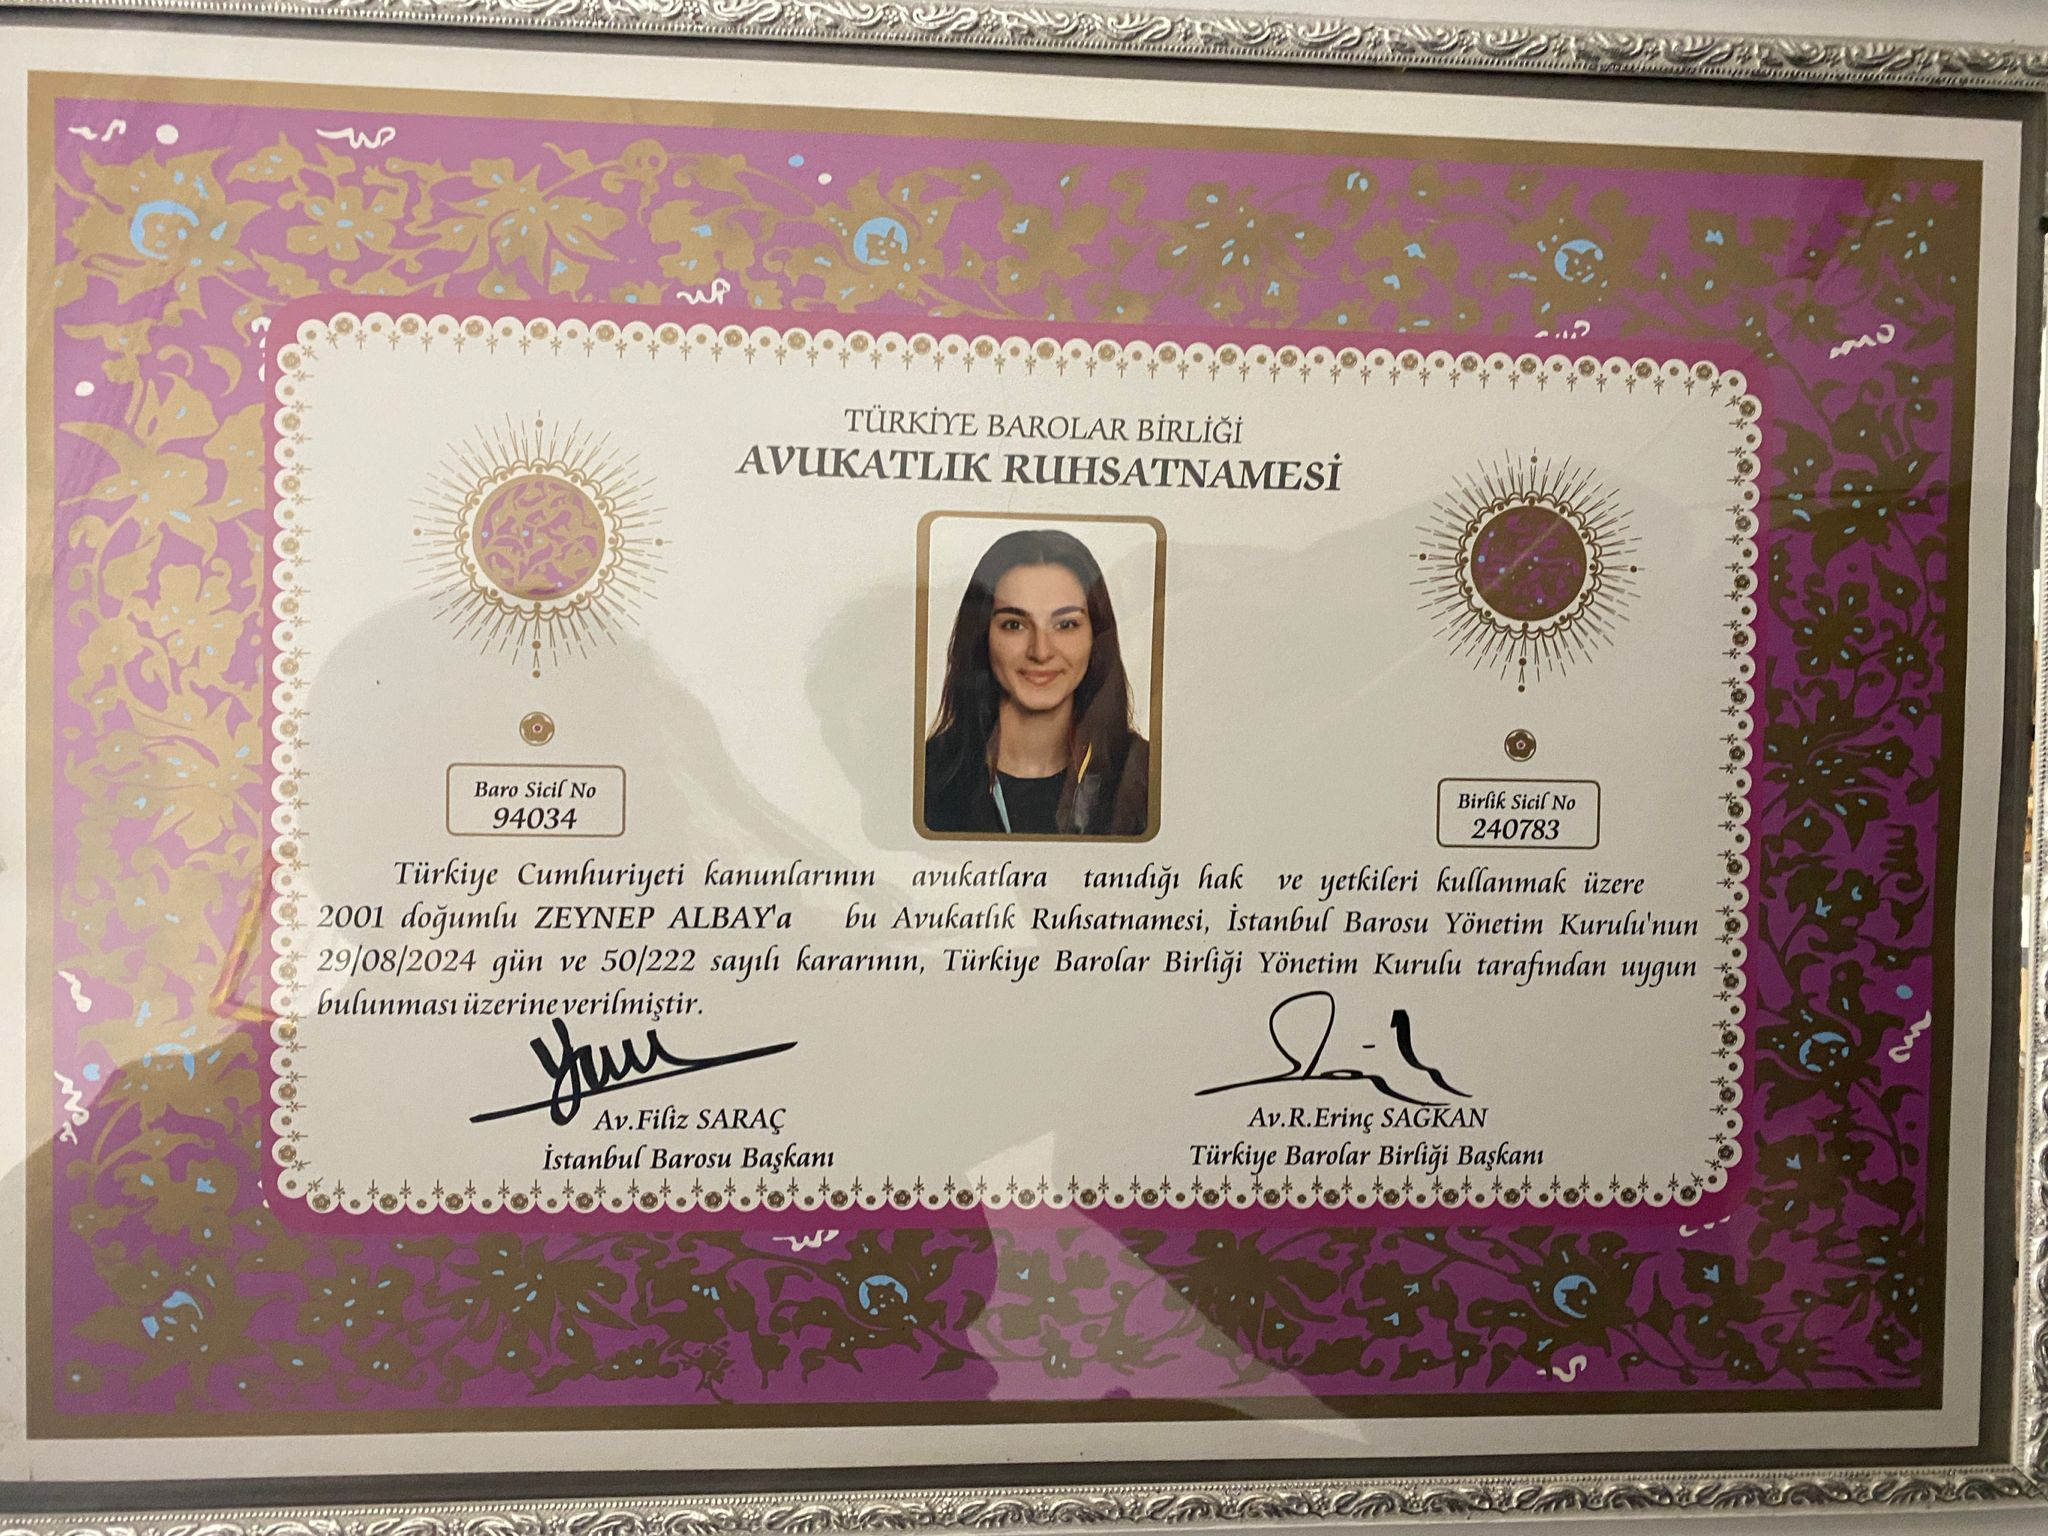 TÜRKİYE BAROLAR BİRLİĞİ
AVUKATLIK RUHSATNAMESİ
Baro Sicil No
94034
Birlik Sicil No
240783
Türkiye Cumhuriyeti kanunlarının avukatlara tanıdığı hak ve yetkileri kullanmak üzere
2001 doğumlu ZEYNEP ALBAY'a bu Avukatlık Ruhsatnamesi, İstanbul Barosu Yönetim Kurulu'nun
29/08/2024 gün ve 50/222 sayılı kararının, Türkiye Barolar Birliği Yönetim Kurulu tarafından uygun
bulunması üzerine verilmiştir.
Av.Filiz SARAÇ
İstanbul Barosu Başkanı
Av.R.Erinç SAĞKAN
Türkiye Barolar Birliği Başkanı